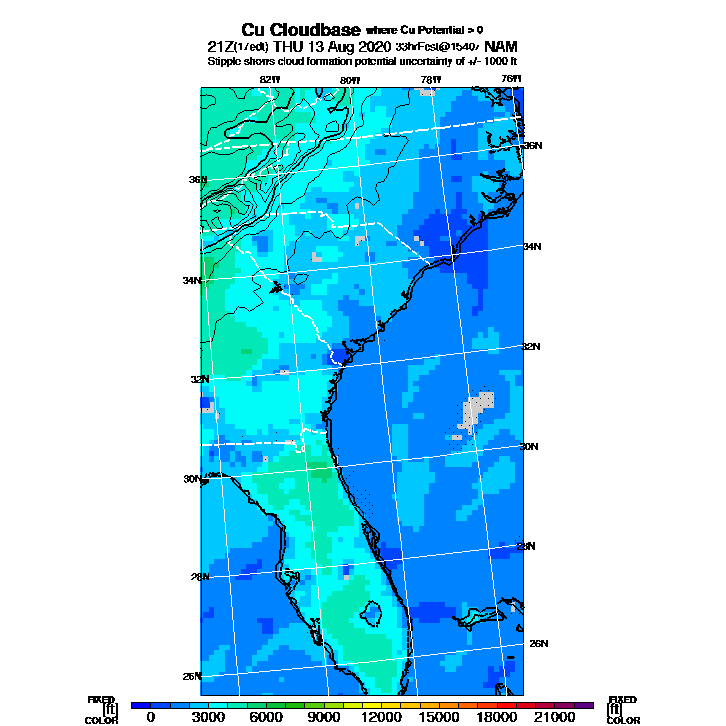 Cu Cloudbase where Cu Potential > 0
21Z(17edt) THU 13 Aug 2020 33hrFcst@1540z NAM
Stipple shows cloud formation potential uncertainty of +/- 1000 ft
82W 80W 78W 76W
36N 36N
34N 34N
32N 32N
30N 30N
28N 28N
26N 26N
FIXED FIXED
[ft] [ft]
COLOR COLOR
0 3000 6000 9000 12000 15000 18000 21000